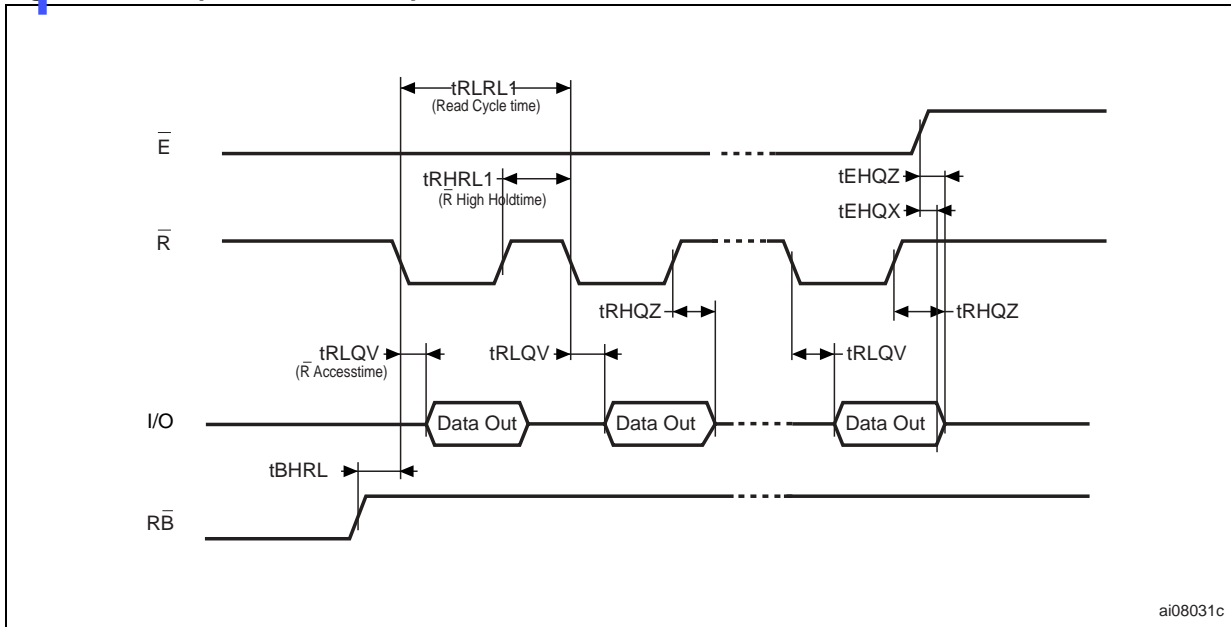 tRLRL1
(Read Cycle time)
E̅
tEHQZ
tRHRL1
(R̅ High Holdtime)
tEHQX
R̅
tRHQZ
tRHQZ
tRLQV
(R̅ Accesstime)
tRLQV
tRLQV
I/O
Data Out
Data Out
Data Out
tBHRL
RB̅
ai08031c